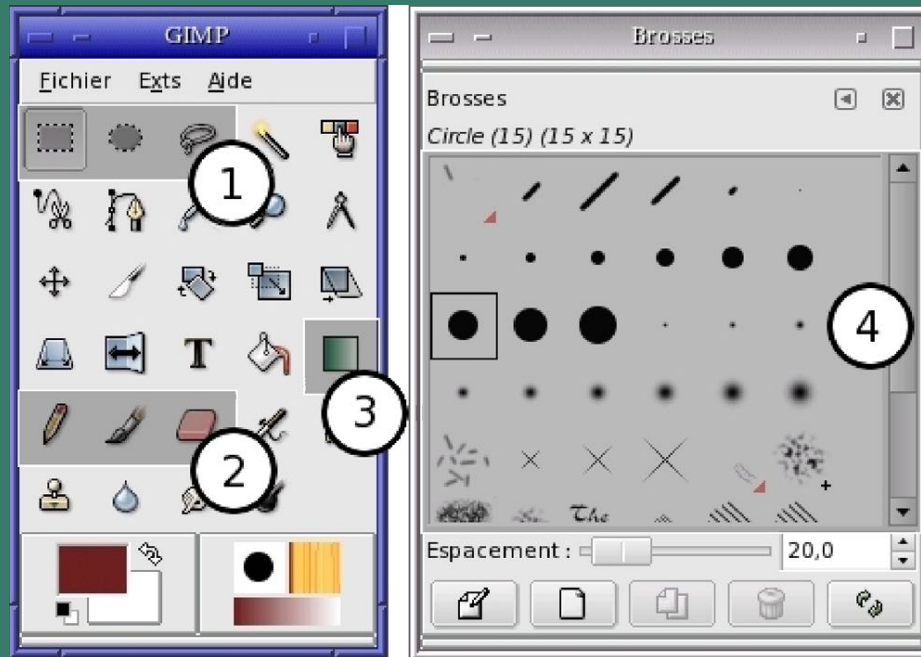 GIMP
Fichier Exts Aide
1
2
3
Brosses
Brosses
Circle (15) (15 x 15)
4
The
Espacement : 20,0